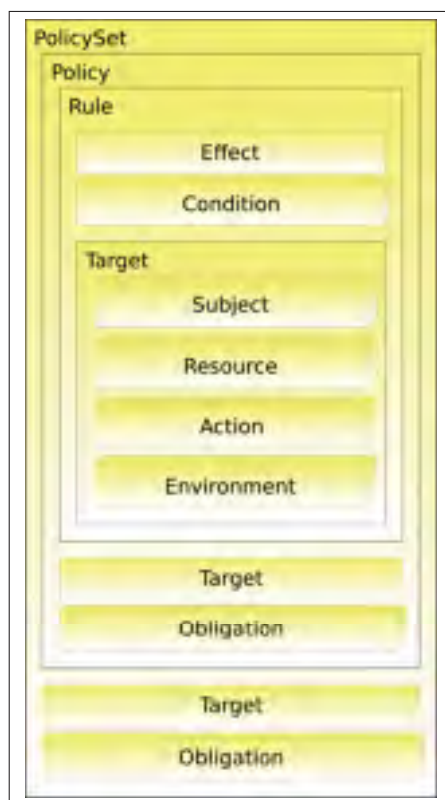 PolicySet
Policy
Rule
Effect
Condition
Target
Subject
Resource
Action
Environment
Target
Obligation
Target
Obligation